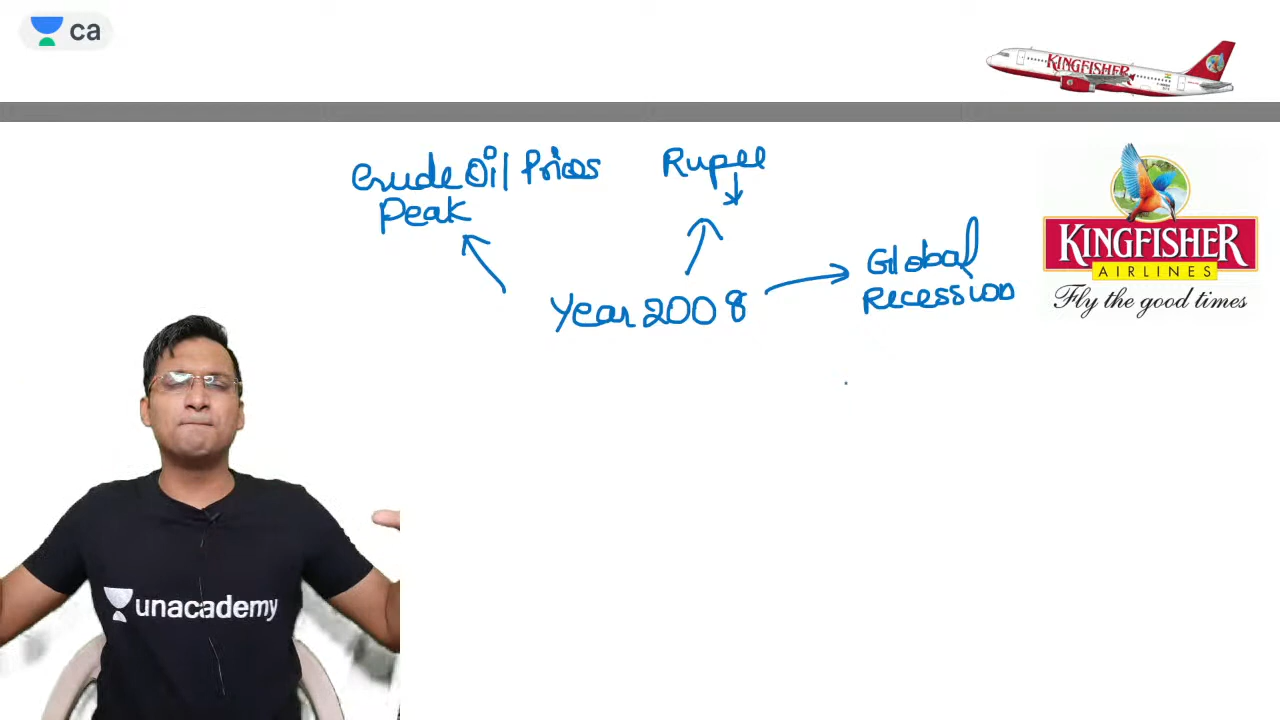 ca
KINGFISHER
Crude Oil Prices
Peak
Rupee
Global
Recession
Year 2008
KINGFISHER
AIRLINES
Fly the good times
unacademy